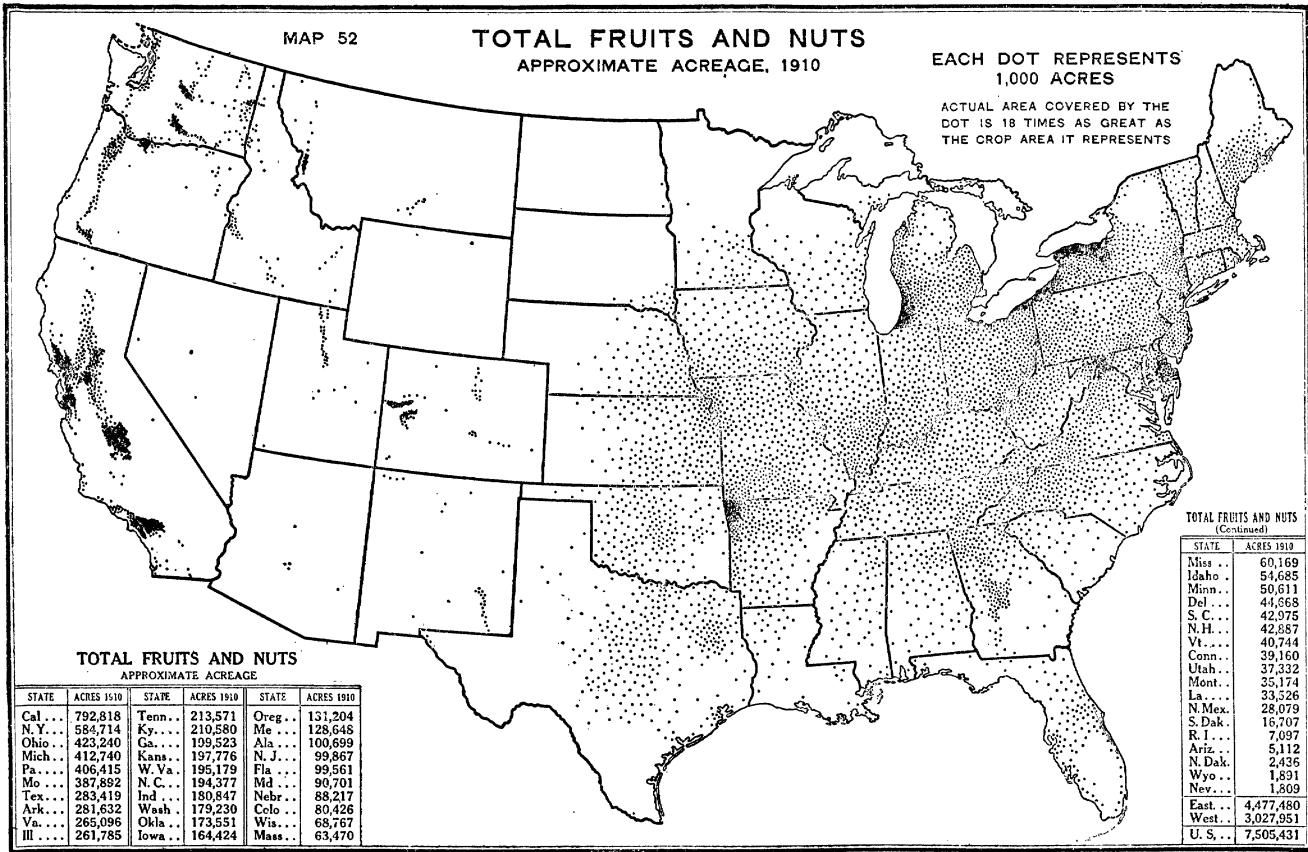 MAP 52
TOTAL FRUITS AND NUTS
APPROXIMATE ACREAGE, 1910
EACH DOT REPRESENTS
1,000 ACRES
ACTUAL AREA COVERED BY THE
DOT IS 18 TIMES AS GREAT AS
THE CROP AREA IT REPRESENTS
TOTAL FRUITS AND NUTS
APPROXIMATE ACREAGE
STATE ACRES 1910 STATE ACRES 1910 STATE ACRES 1910
Cal .... 792,818 Tenn.. 213,571 Oreg.. 131,204
N.Y.... 584,714 Ky.... 210,580 Me ... 128,648
Ohio.. 423,240 Ga.... 199,523 Ala ... 100,699
Mich.. 412,740 Kans.. 197,776 N. J... 99,867
Pa..... 406,415 W. Va. 195,179 Fla ... 99,561
Mo ... 387,892 N. C... 194,377 Md ... 90,701
Tex... 283,419 Ind ... 180,847 Nebr.. 88,217
Ark... 281,632 Wash . 179,230 Colo .. 80,426
Va.... 265,096 Okla .. 173,551 Wis... 68,767
Ill .... 261,785 Iowa.. 164,424 Mass.. 63,470
TOTAL FRUITS AND NUTS
(Continued)
STATE ACRES 1910
Miss .. 60,169
Idaho . 54,685
Minn.. 50,611
Del ... 44,668
S. C... 42,975
N. H... 42,887
Vt.... 40,744
Conn.. 39,160
Utah.. 37,332
Mont.. 35,174
La.... 33,526
N. Mex. 28,079
S. Dak. 16,707
R. I... 7,097
Ariz... 5,112
N. Dak. 2,436
Wyo .. 1,891
Nev... 1,809
East... 4,477,480
West.. 3,027,951
U. S... 7,505,431